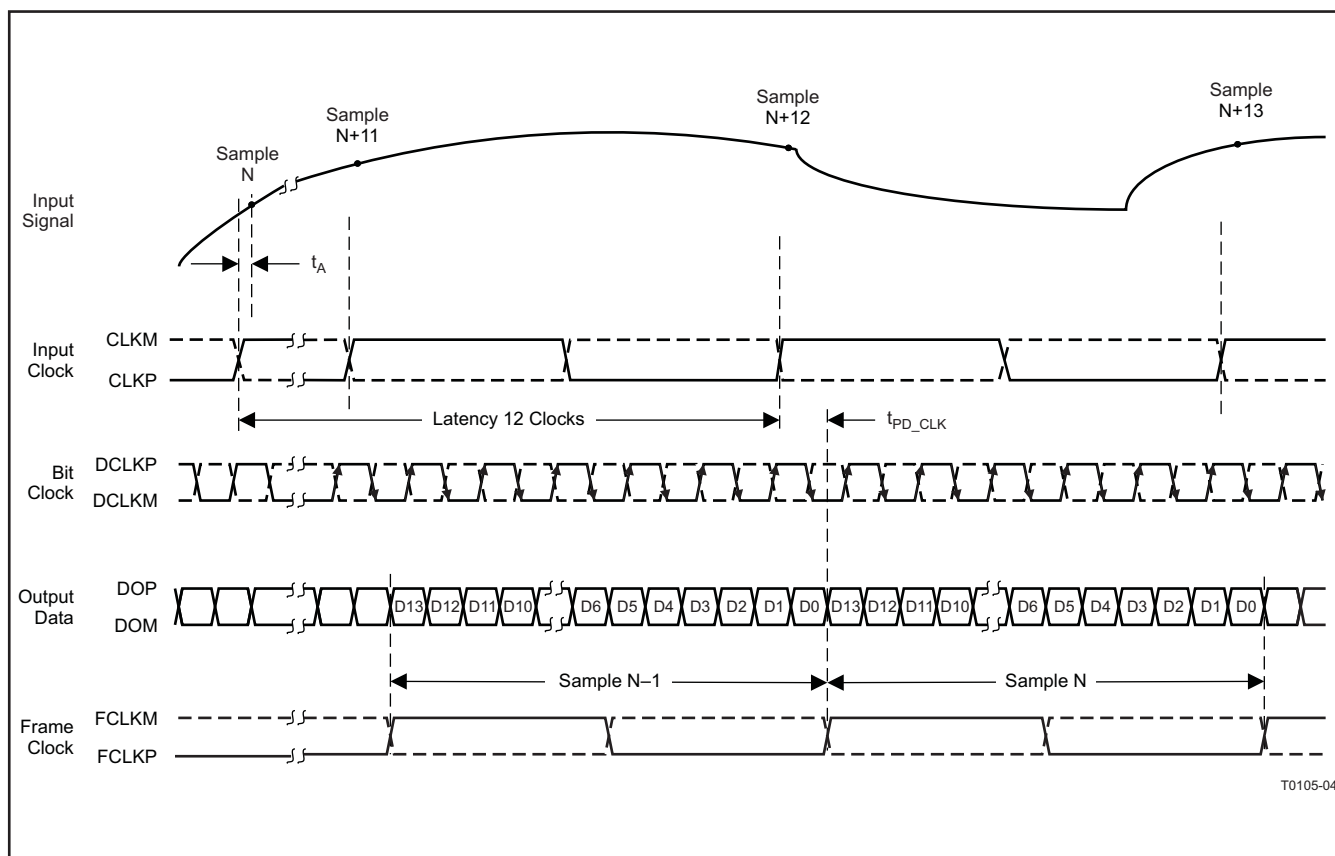 Sample
N
Sample
N+11
Sample
N+12
Sample
N+13
Input
Signal
tA
Input
Clock
CLKM
CLKP
Latency 12 Clocks
tPD_CLK
Bit
Clock
DCLKP
DCLKM
Output
Data
DOP
DOM
D13 D12 D11 D10 D6 D5 D4 D3 D2 D1 D0 D13 D12 D11 D10 D6 D5 D4 D3 D2 D1 D0
Sample N–1
Sample N
Frame
Clock
FCLKM
FCLKP
T0105-04